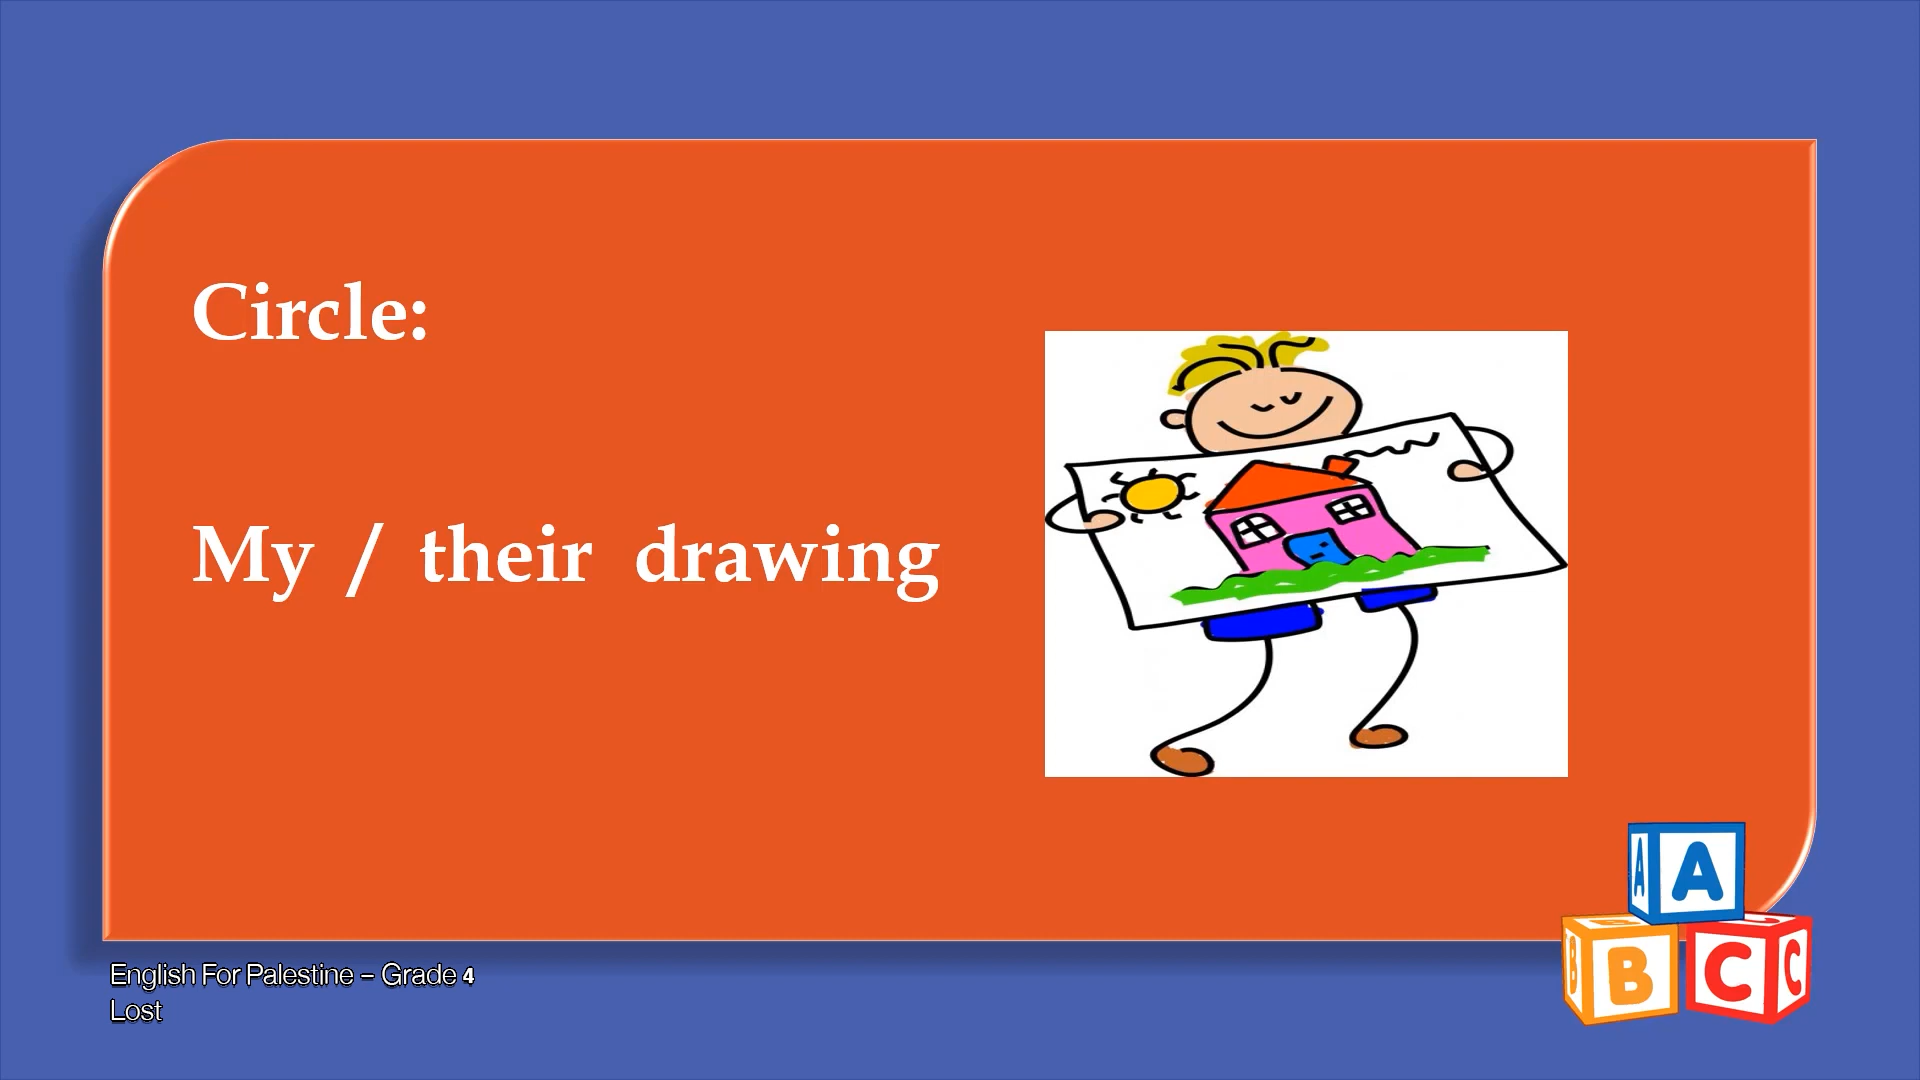 Circle:
My / their drawing
English For Palestine – Grade 4
Lost
A A
B B C C